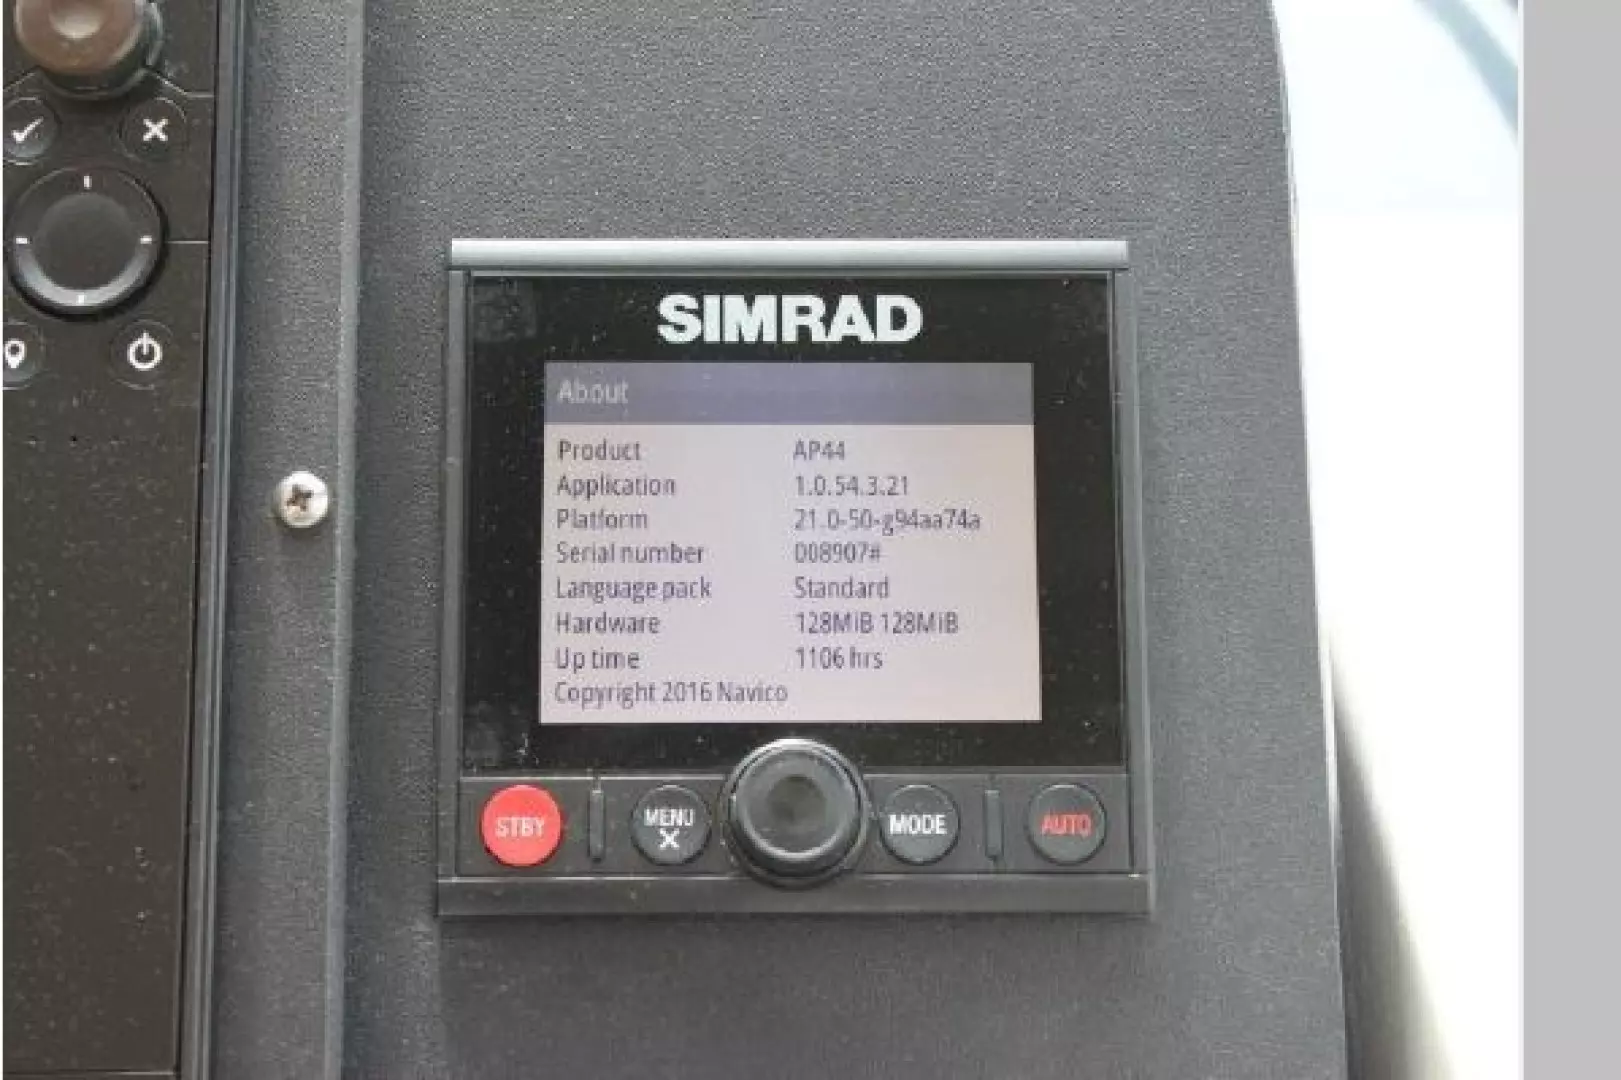 SIMRAD
About
Product AP44
Application 1.0.54.3.21
Platform 21.0-50-g94aa74a
Serial number 008907#
Language pack Standard
Hardware 128MiB 128MiB
Up time 1106 hrs
Copyright 2016 Navico
STBY MENU MODE AUTO
X